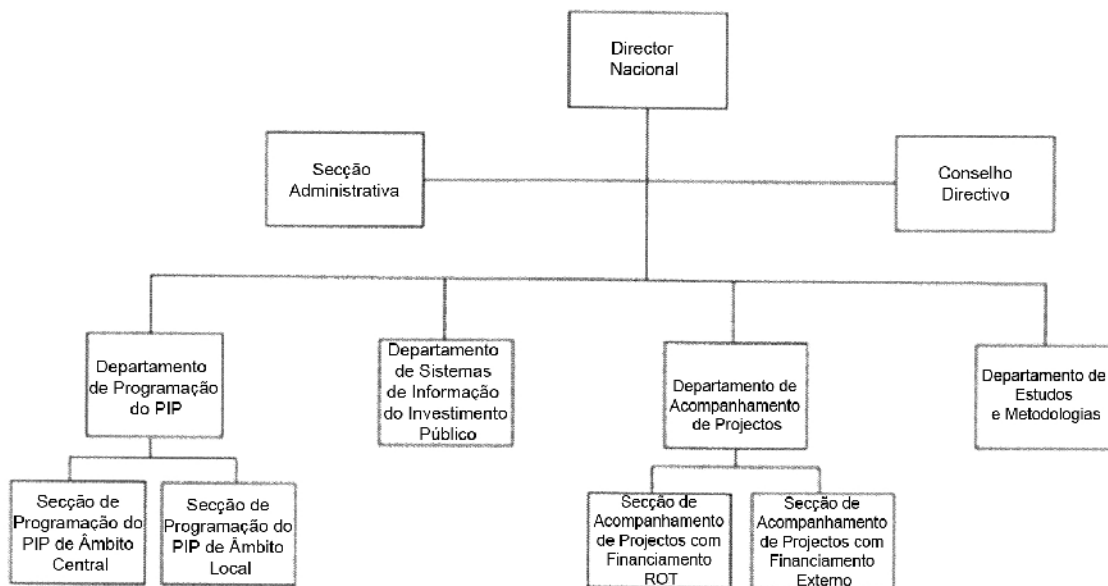 Director
Nacional
Secção
Administrativa
Conselho
Directivo
Departamento
de Programação
do PIP
Departamento
de Sistemas
de Informação
do Investimento
Público
Departamento de
Acompanhamento
de Projectos
Departamento de
Estudos
e Metodologias
Secção de
Programação do
PIP de Âmbito
Central
Secção de
Programação do
PIP de Âmbito
Local
Secção de
Acompanhamento
de Projectos com
Financiamento
ROT
Secção de
Acompanhamento
de Projectos com
Financiamento
Externo